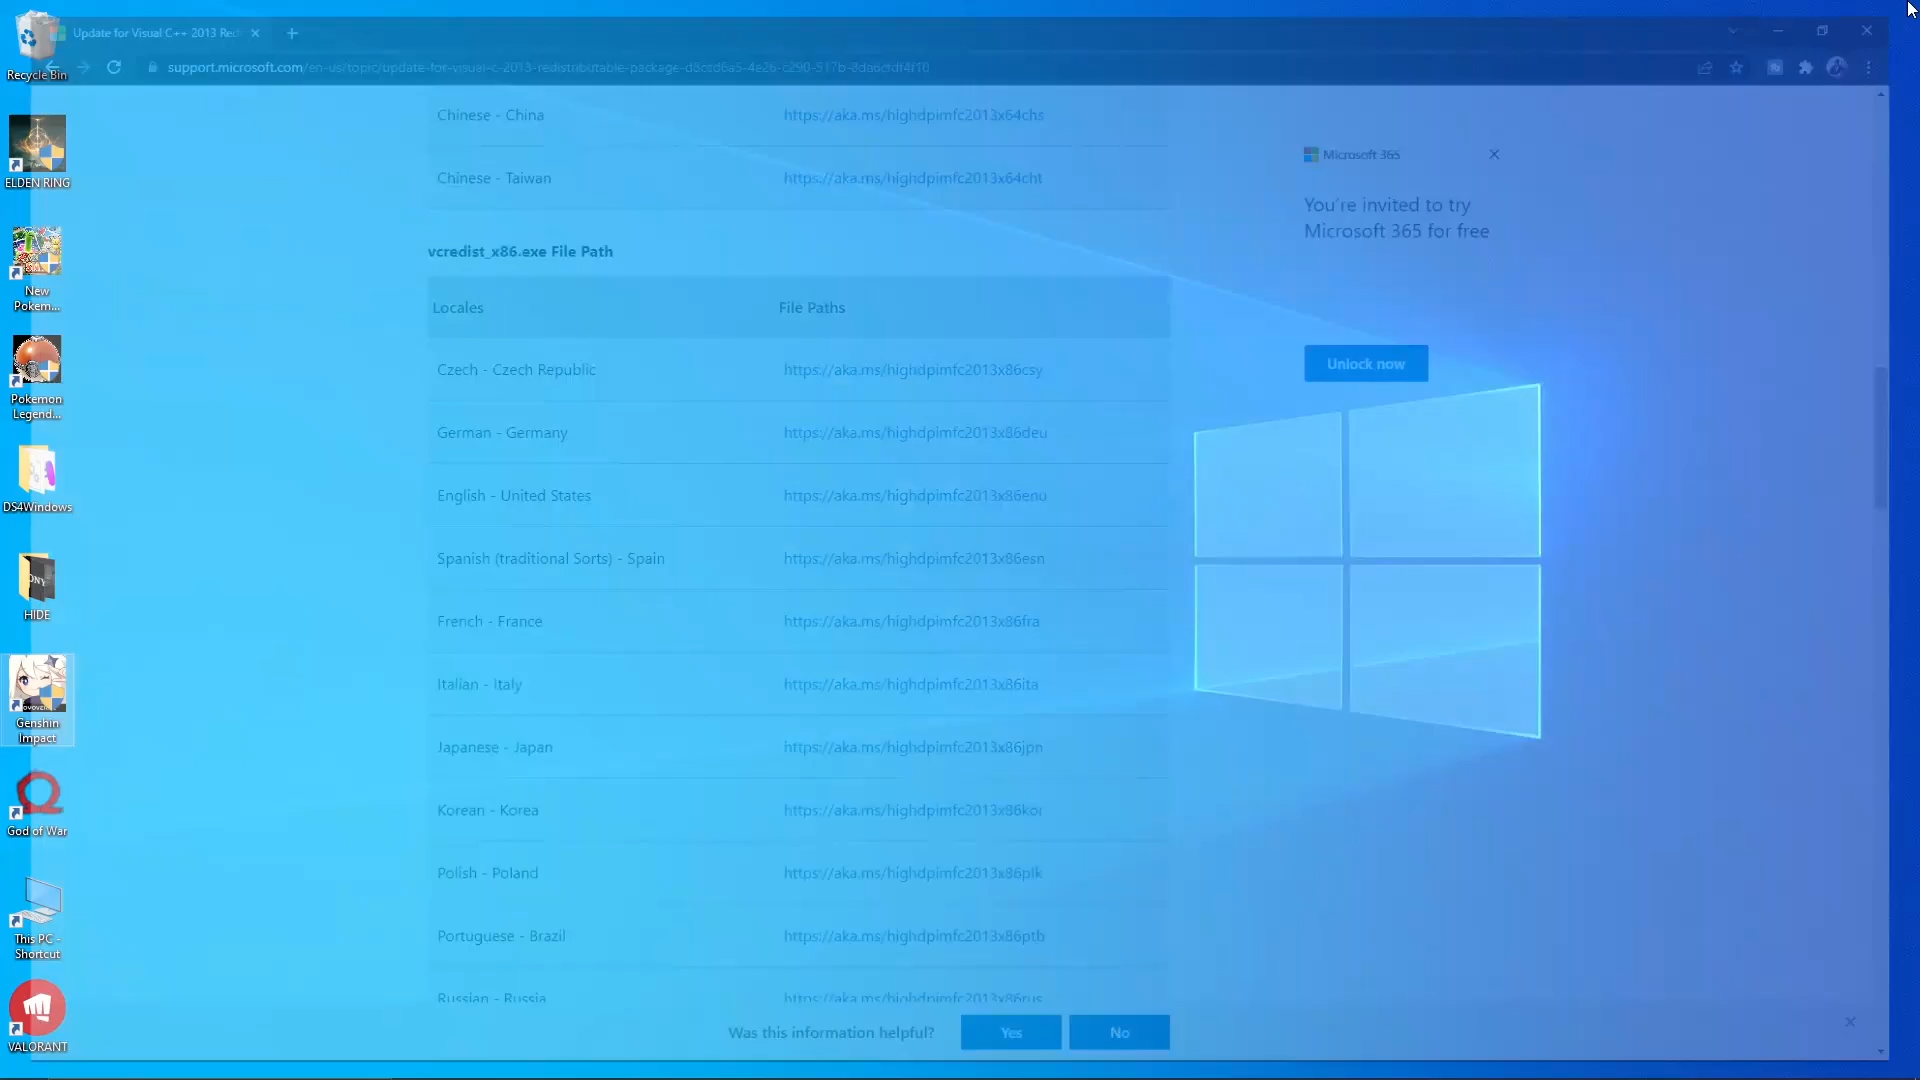 Update for Visual C++ 2013 Redi
support.microsoft.com/en-us/topic/update-for-visual-c-2013-redistributable-package-d8ccd6a5-4e26-c290-517b-8da6cfdf4f10
Recycle Bin
ELDEN RING
New
Pokem...
Pokemon
Legend...
DS4Windows
HIDE
Genshin
Impact
God of War
This PC -
Shortcut
VALORANT
Chinese - China https://aka.ms/highdpimfc2013x64chs
Chinese - Taiwan https://aka.ms/highdpimfc2013x64cht
vcredist_x86.exe File Path
Locales File Paths
Czech - Czech Republic https://aka.ms/highdpimfc2013x86csy
German - Germany https://aka.ms/highdpimfc2013x86deu
English - United States https://aka.ms/highdpimfc2013x86enu
Spanish (traditional Sorts) - Spain https://aka.ms/highdpimfc2013x86esn
French - France https://aka.ms/highdpimfc2013x86fra
Italian - Italy https://aka.ms/highdpimfc2013x86ita
Japanese - Japan https://aka.ms/highdpimfc2013x86jpn
Korean - Korea https://aka.ms/highdpimfc2013x86kor
Polish - Poland https://aka.ms/highdpimfc2013x86plk
Portuguese - Brazil https://aka.ms/highdpimfc2013x86ptb
Russian - Russia https://aka.ms/highdpimfc2013x86rus
Was this information helpful? Yes No
Microsoft 365
You're invited to try
Microsoft 365 for free
Unlock now